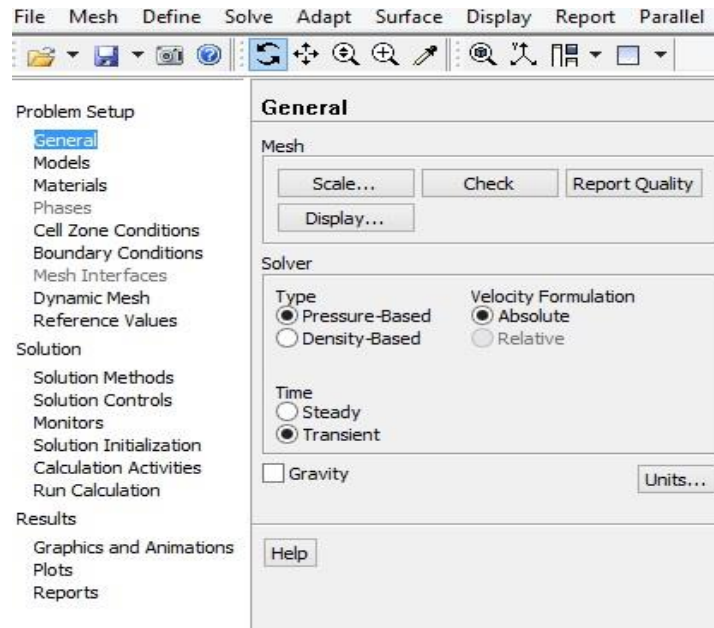 File Mesh Define Solve Adapt Surface Display Report Parallel
Problem Setup
General
Models
Materials
Phases
Cell Zone Conditions
Boundary Conditions
Mesh Interfaces
Dynamic Mesh
Reference Values
Solution
Solution Methods
Solution Controls
Monitors
Solution Initialization
Calculation Activities
Run Calculation
Results
Graphics and Animations
Plots
Reports
General
Mesh
Scale... Check Report Quality
Display...
Solver
Type Velocity Formulation
Pressure-Based Absolute
Density-Based Relative
Time
Steady
Transient
Gravity Units...
Help